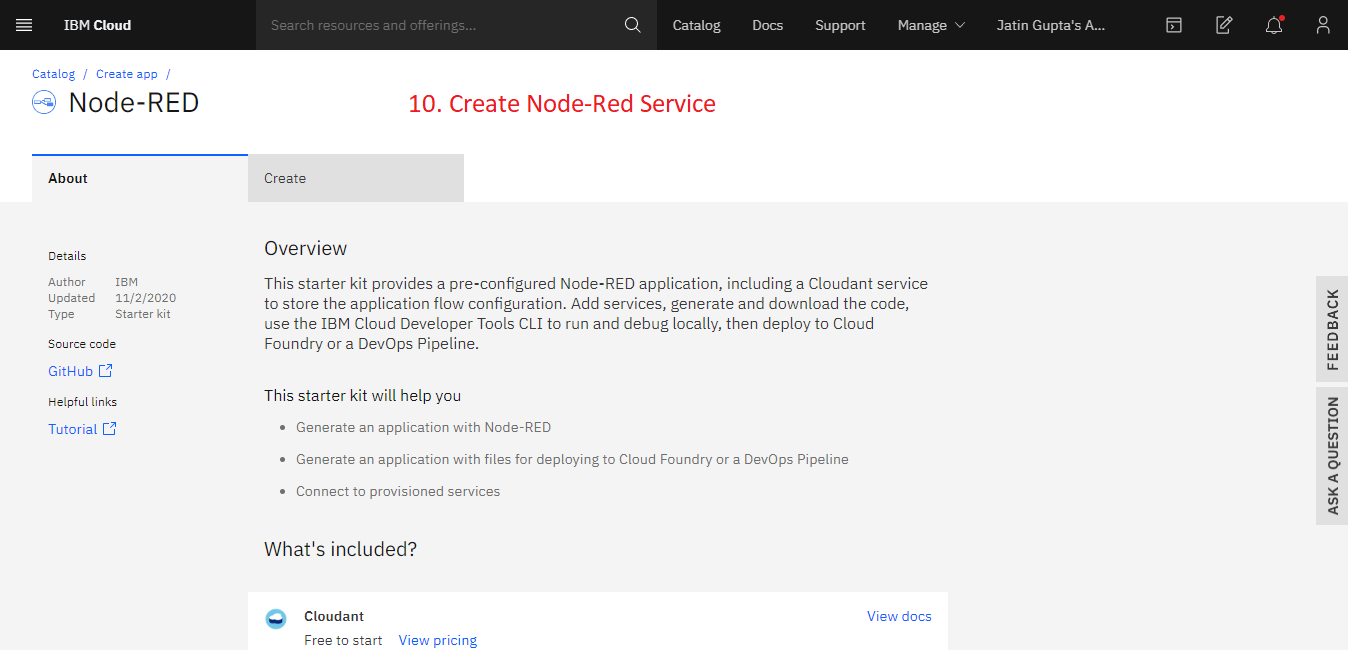 IBM Cloud
Search resources and offerings...
Catalog
Docs
Support
Manage
Jatin Gupta's A...
Catalog / Create app /
Node-RED
10. Create Node-Red Service
About
Create
Details
Author IBM
Updated 11/2/2020
Type Starter kit
Source code
GitHub
Helpful links
Tutorial
Overview
This starter kit provides a pre-configured Node-RED application, including a Cloudant service
to store the application flow configuration. Add services, generate and download the code,
use the IBM Cloud Developer Tools CLI to run and debug locally, then deploy to Cloud
Foundry or a DevOps Pipeline.
This starter kit will help you
• Generate an application with Node-RED
• Generate an application with files for deploying to Cloud Foundry or a DevOps Pipeline
• Connect to provisioned services
What's included?
Cloudant
View docs
Free to start View pricing
FEEDBACK
ASK A QUESTION